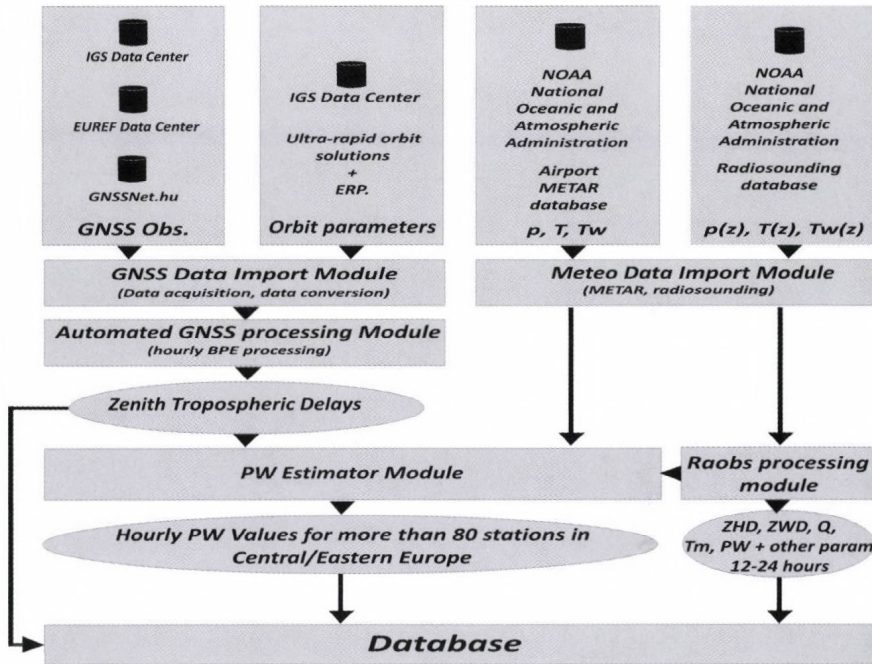 IGS Data Center
EUREF Data Center
GNSSNet.hu
GNSS Obs.
IGS Data Center
Ultra-rapid orbit
solutions
+
ERP.
Orbit parameters
NOAA
National
Oceanic and
Atmospheric
Administration
Airport
METAR
database
p, T, Tw
NOAA
National
Oceanic and
Atmospheric
Administration
Radiosounding
database
p(z), T(z), Tw(z)
GNSS Data Import Module
(Data acquisition, data conversion)
Meteo Data Import Module
(METAR, radiosounding)
Automated GNSS processing Module
(hourly BPE processing)
Zenith Tropospheric Delays
PW Estimator Module
Raobs processing
module
Hourly PW Values for more than 80 stations in
Central/Eastern Europe
ZHD, ZWD, Q,
Tm, PW + other param
12-24 hours
Database